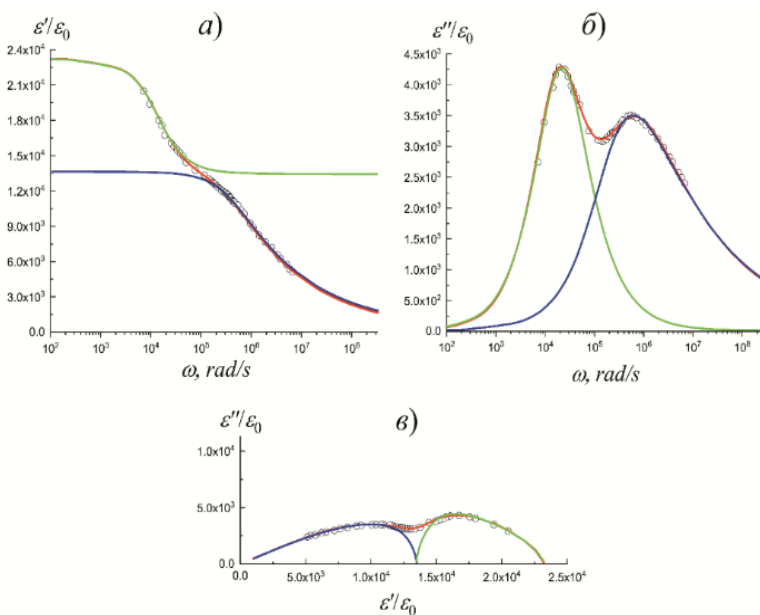 а)
ε′/ε₀
2.4x10⁴
2.1x10⁴
1.8x10⁴
1.5x10⁴
1.2x10⁴
9.0x10³
6.0x10³
3.0x10³
0.0
10² 10³ 10⁴ 10⁵ 10⁶ 10⁷ 10⁸
ω, rad/s
б)
ε″/ε₀
4.5x10³
4.0x10³
3.5x10³
3.0x10³
2.5x10³
2.0x10³
1.5x10³
1.0x10³
5.0x10²
0.0
10² 10³ 10⁴ 10⁵ 10⁶ 10⁷ 10⁸
ω, rad/s
в)
ε″/ε₀
1.0x10⁴
5.0x10³
0.0
0.0 5.0x10³ 1.0x10⁴ 1.5x10⁴ 2.0x10⁴ 2.5x10⁴
ε′/ε₀